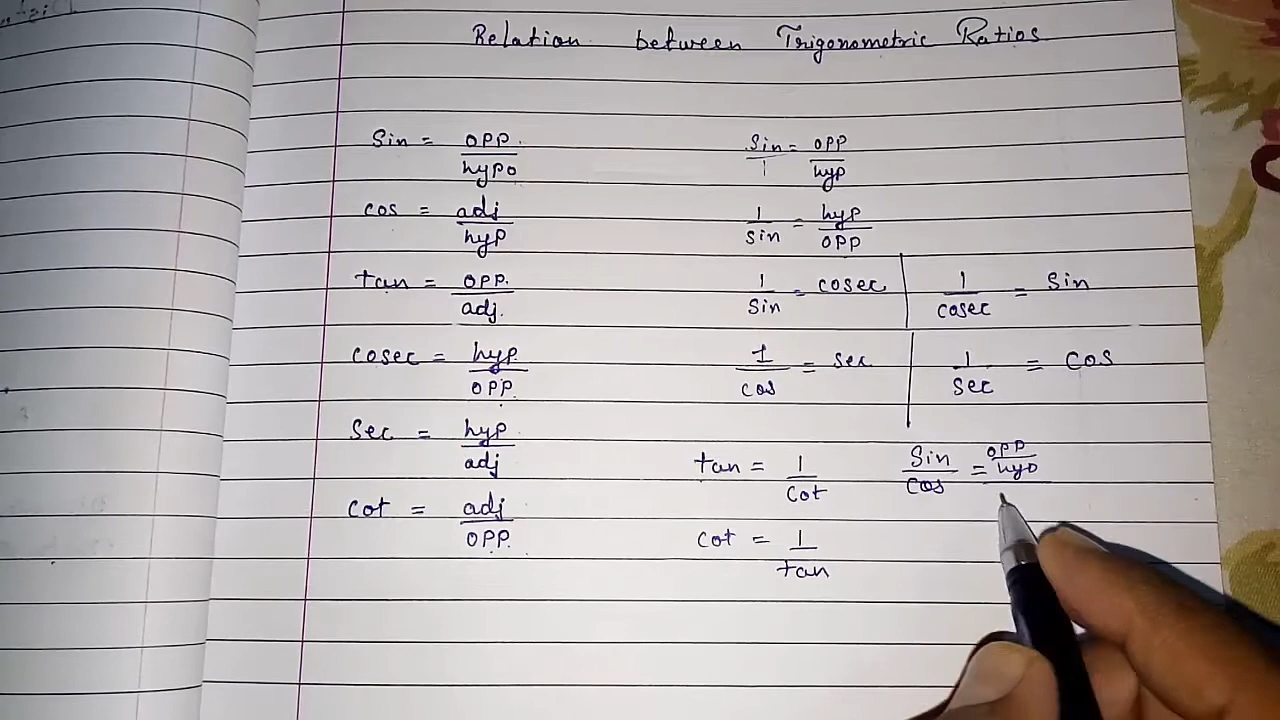 Relation between Trigonometric Ratios
Sin = OPP. / hypo
cos = adj / hyp
tan = OPP. / adj.
cosec = hyp / OPP.
Sec = hyp / adj
cot = adj / OPP.
Sin / 1 = OPP / hyp
1 / sin = hyp / OPP
1 / Sin = cosec | 1 / cosec = Sin
1 / cos = sec | 1 / sec = cos
tan = 1 / cot
Sin / cos = OPP / hyp
cot = 1 / tan